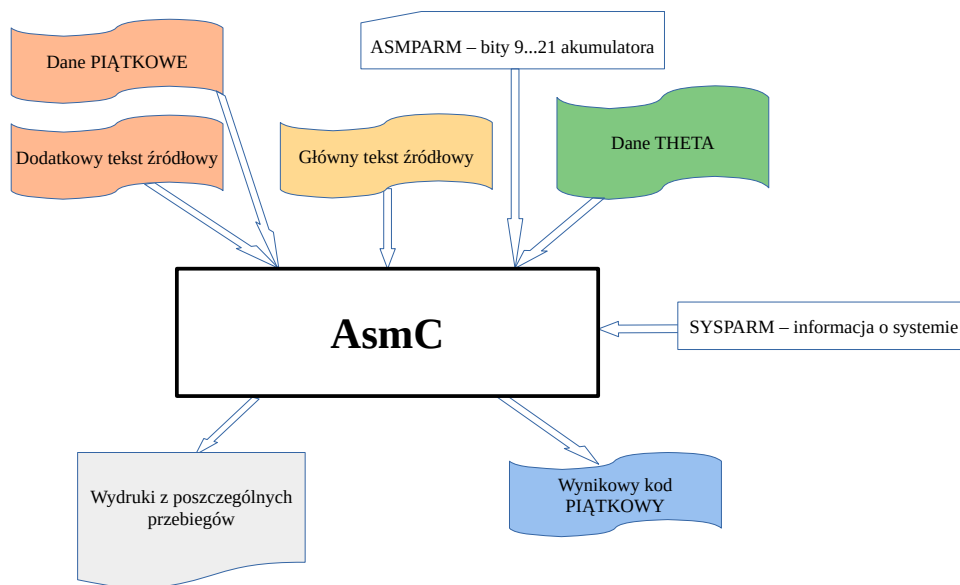 ASMPARM – bity 9...21 akumulatora
Dane PIĄTKOWE
Dane THETA
Dodatkowy tekst źródłowy
Główny tekst źródłowy
AsmC
SYSPARM – informacja o systemie
Wydruki z poszczególnych
przebiegów
Wynikowy kod
PIĄTKOWY